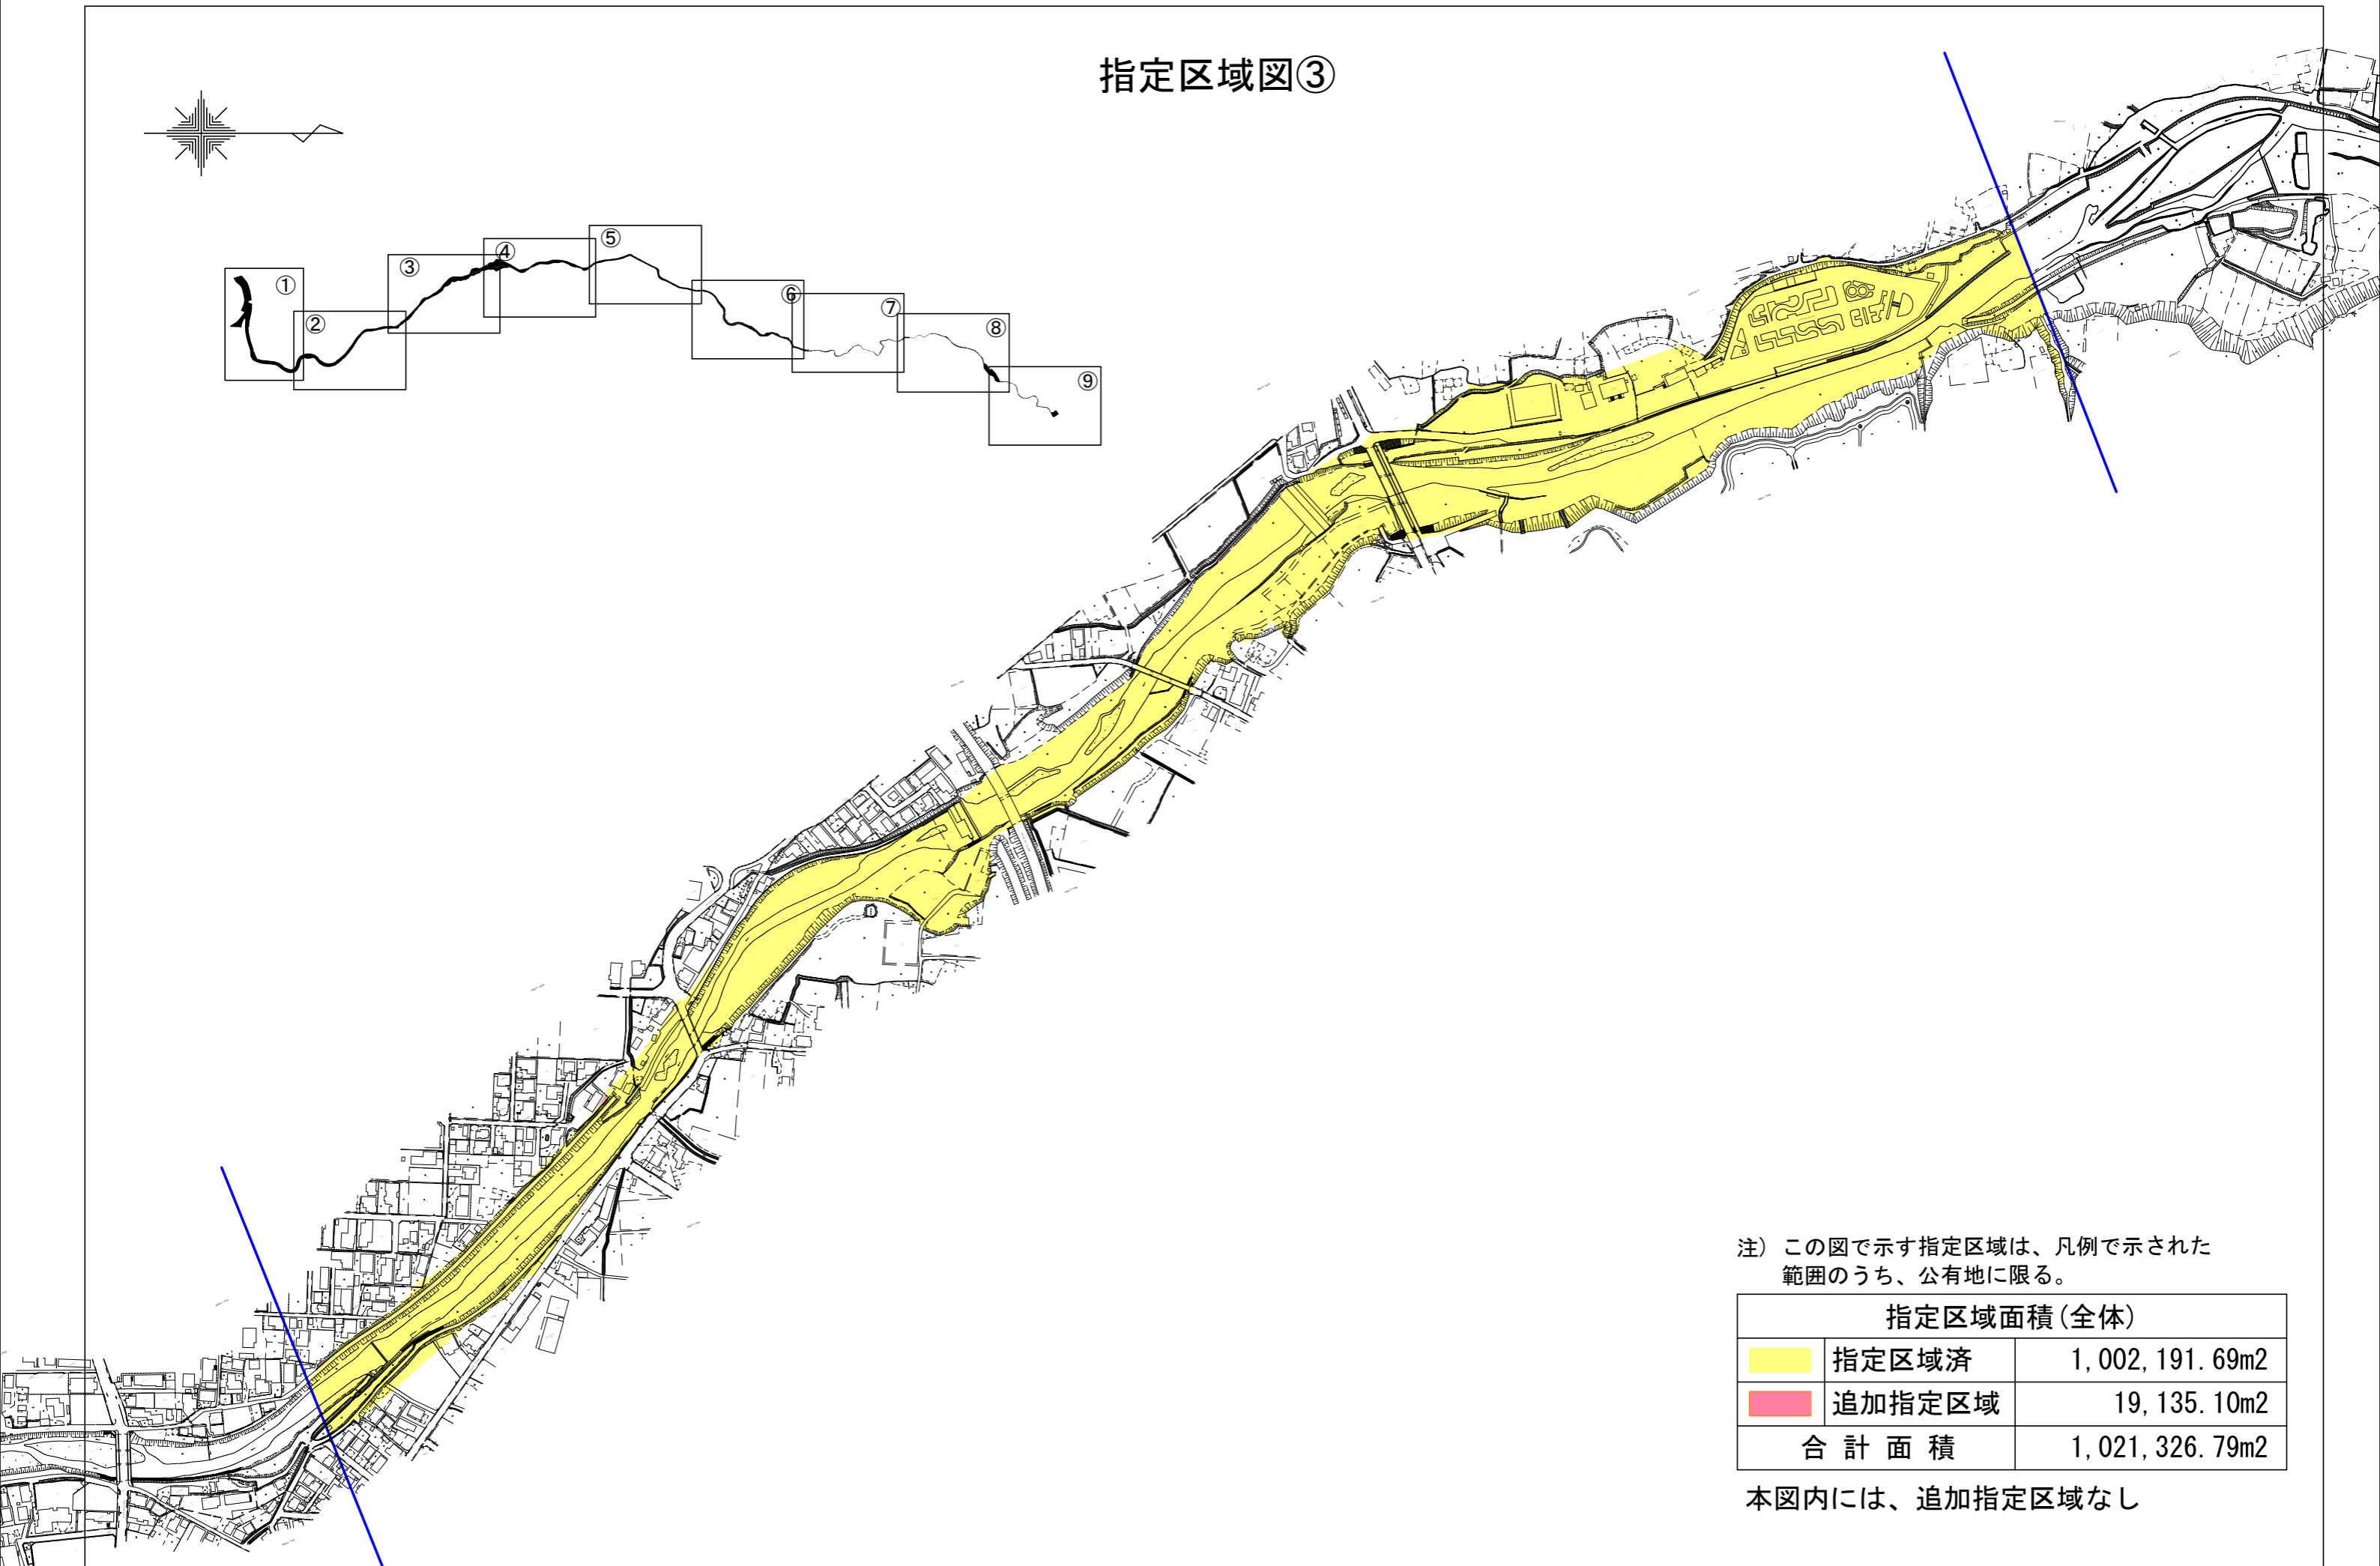 指定区域図③
①
②
③
④
⑤
⑥
⑦
⑧
⑨
注) この図で示す指定区域は、凡例で示された
範囲のうち、公有地に限る。
指定区域面積(全体)
指定区域済 1,002,191.69m2
追加指定区域 19,135.10m2
合計面積 1,021,326.79m2
本図内には、追加指定区域なし